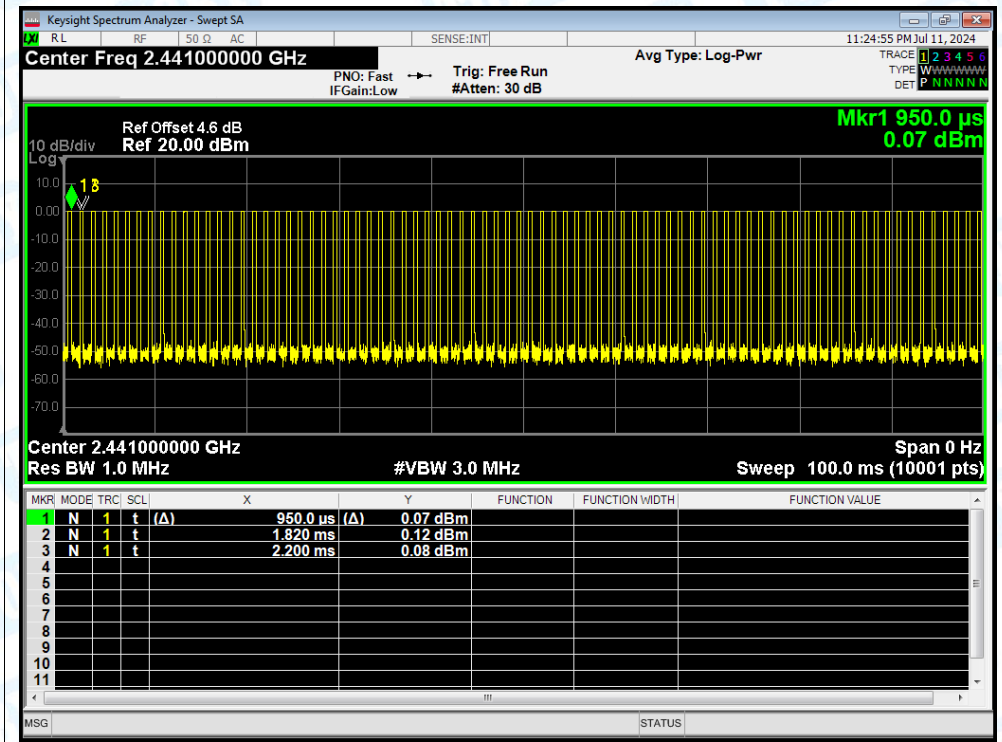 Keysight Spectrum Analyzer - Swept SA
LXI RL RF 50 Ω AC SENSE:INT 11:24:55 PM Jul 11, 2024
Center Freq 2.441000000 GHz Avg Type: Log-Pwr TRACE 1 2 3 4 5 6
PNO: Fast Trig: Free Run TYPE WWWWWW
IFGain:Low #Atten: 30 dB DET P N N N N N
Mkr1 950.0 µs
Ref Offset 4.6 dB
10 dB/div Ref 20.00 dBm 0.07 dBm
Log
10.0
0.00
-10.0
-20.0
-30.0
-40.0
-50.0
-60.0
-70.0
Center 2.441000000 GHz Span 0 Hz
Res BW 1.0 MHz #VBW 3.0 MHz Sweep 100.0 ms (10001 pts)
MKR MODE TRC SCL X Y FUNCTION FUNCTION WIDTH FUNCTION VALUE
1 N 1 t (Δ) 950.0 µs (Δ) 0.07 dBm
2 N 1 t 1.820 ms 0.12 dBm
3 N 1 t 2.200 ms 0.08 dBm
4
5
6
7
8
9
10
11
MSG STATUS